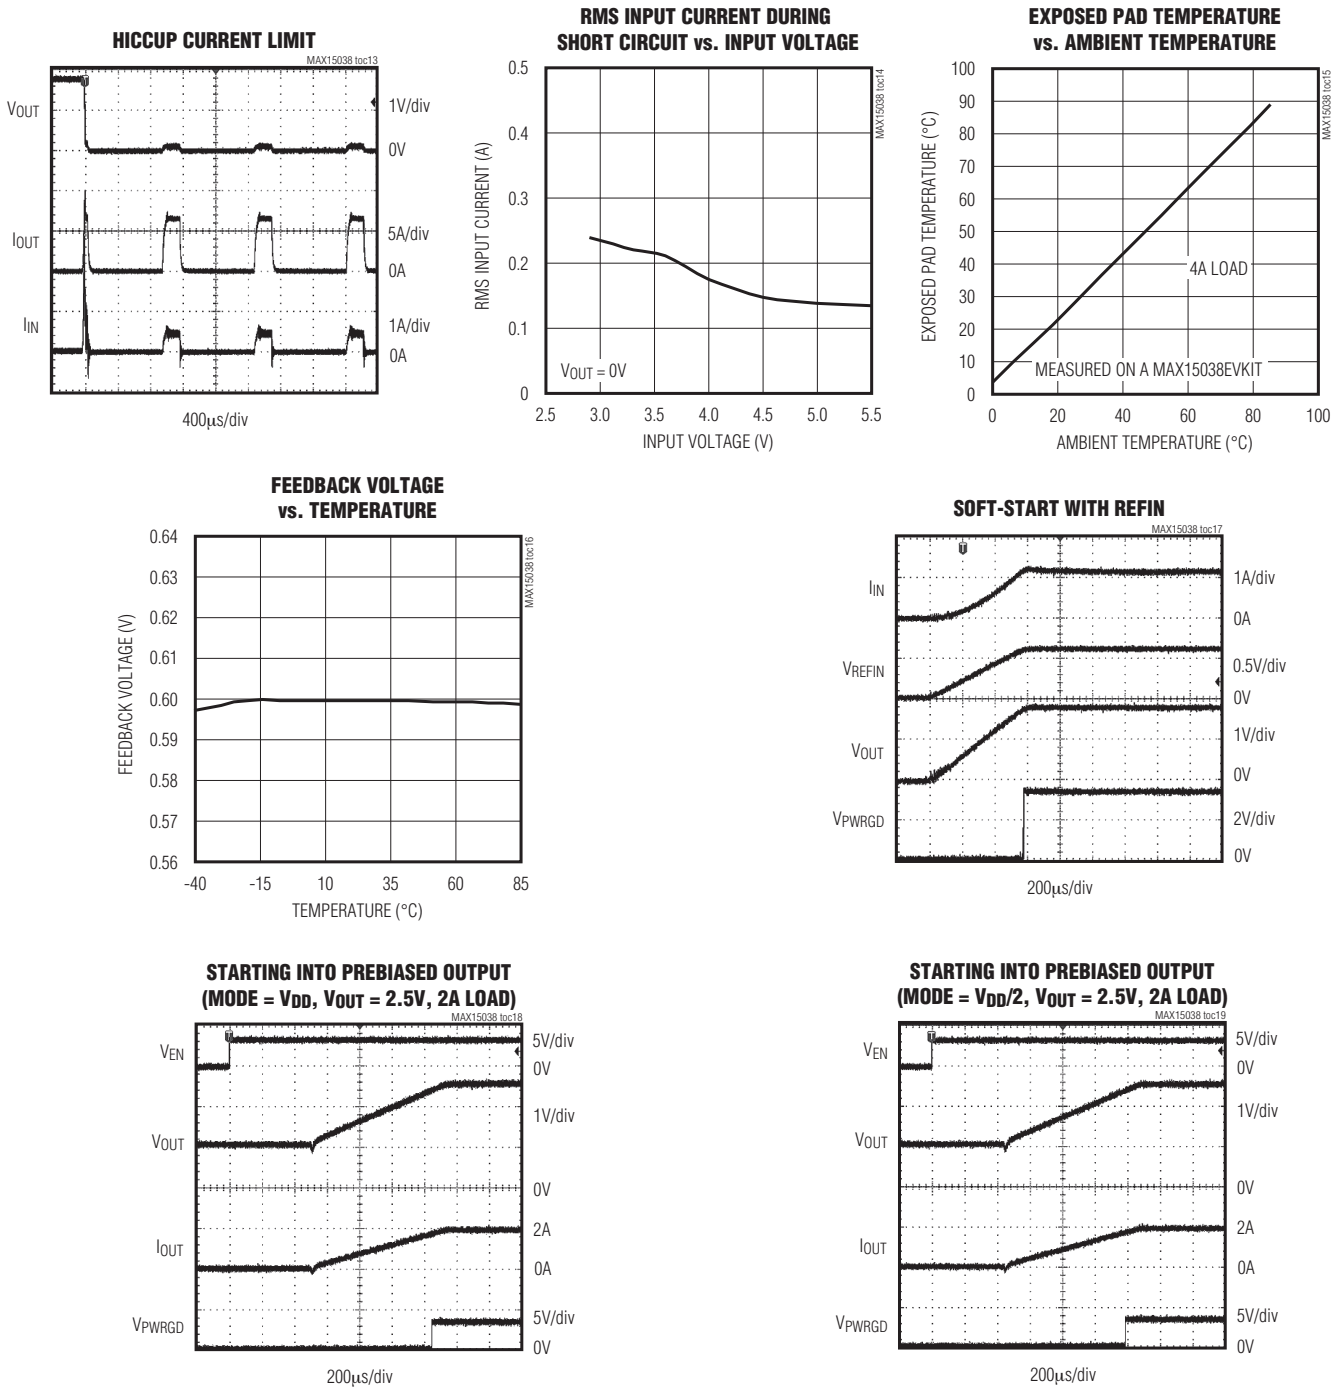 HICCUP CURRENT LIMIT
MAX15038 toc13
VOUT
1V/div
0V
IOUT
5A/div
0A
IIN
1A/div
0A
400µs/div
RMS INPUT CURRENT DURING
SHORT CIRCUIT vs. INPUT VOLTAGE
MAX15038 toc14
RMS INPUT CURRENT (A)
0.5
0.4
0.3
0.2
0.1
0
VOUT = 0V
2.5 3.0 3.5 4.0 4.5 5.0 5.5
INPUT VOLTAGE (V)
EXPOSED PAD TEMPERATURE
vs. AMBIENT TEMPERATURE
MAX15038 toc15
EXPOSED PAD TEMPERATURE (°C)
100
90
80
70
60
50
40
30
20
10
0
4A LOAD
MEASURED ON A MAX15038EVKIT
0 20 40 60 80 100
AMBIENT TEMPERATURE (°C)
FEEDBACK VOLTAGE
vs. TEMPERATURE
MAX15038 toc16
FEEDBACK VOLTAGE (V)
0.64
0.63
0.62
0.61
0.60
0.59
0.58
0.57
0.56
-40 -15 10 35 60 85
TEMPERATURE (°C)
SOFT-START WITH REFIN
MAX15038 toc17
IIN
1A/div
0A
VREFIN
0.5V/div
0V
VOUT
1V/div
0V
VPWRGD
2V/div
0V
200µs/div
STARTING INTO PREBIASED OUTPUT
(MODE = VDD, VOUT = 2.5V, 2A LOAD)
MAX15038 toc18
VEN
5V/div
0V
VOUT
1V/div
0V
IOUT
2A
0A
VPWRGD
5V/div
0V
200µs/div
STARTING INTO PREBIASED OUTPUT
(MODE = VDD/2, VOUT = 2.5V, 2A LOAD)
MAX15038 toc19
VEN
5V/div
0V
VOUT
1V/div
0V
IOUT
2A
0A
VPWRGD
5V/div
0V
200µs/div